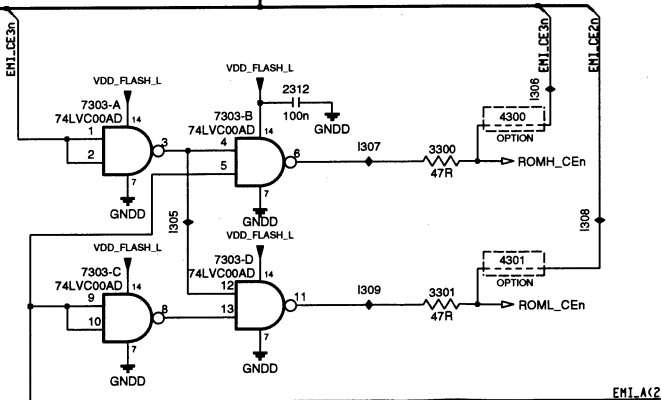 EMI_CE3n
EMI_CE3n
EMI_CE2n
VDD_FLASH_L
7303-A
74LVC00AD
14
1
2
3
7
GNDD
VDD_FLASH_L
2312
100n
GNDD
7303-B
74LVC00AD
14
4
5
6
7
GNDD
I307
3300
47R
4300
OPTION
I306
ROMH_CEn
I305
I308
VDD_FLASH_L
7303-C
74LVC00AD
14
9
10
8
7
GNDD
VDD_FLASH_L
7303-D
74LVC00AD
14
12
13
11
7
GNDD
I309
3301
47R
4301
OPTION
ROML_CEn
EMI_A(2